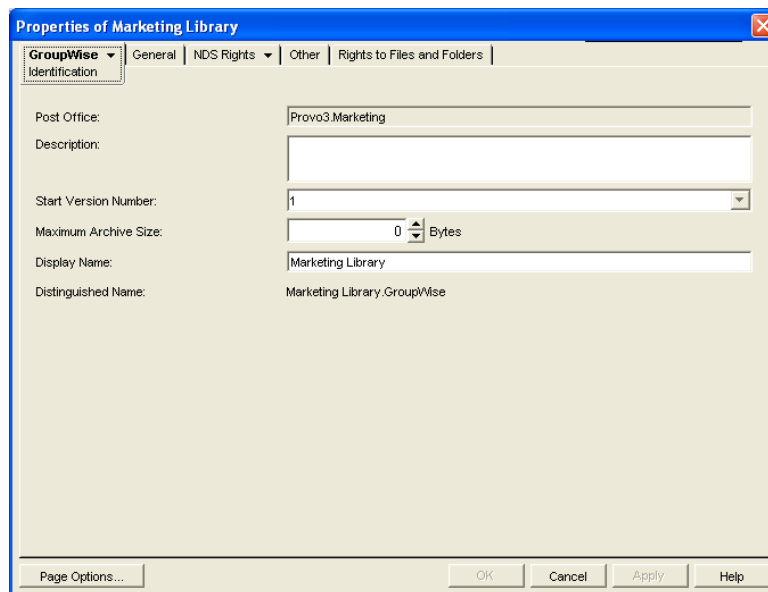 Properties of Marketing Library
GroupWise General NDS Rights Other Rights to Files and Folders
Identification
Post Office: Provo3.Marketing
Description:
Start Version Number: 1
Maximum Archive Size: 0 Bytes
Display Name: Marketing Library
Distinguished Name: Marketing Library.GroupWise
Page Options... OK Cancel Apply Help